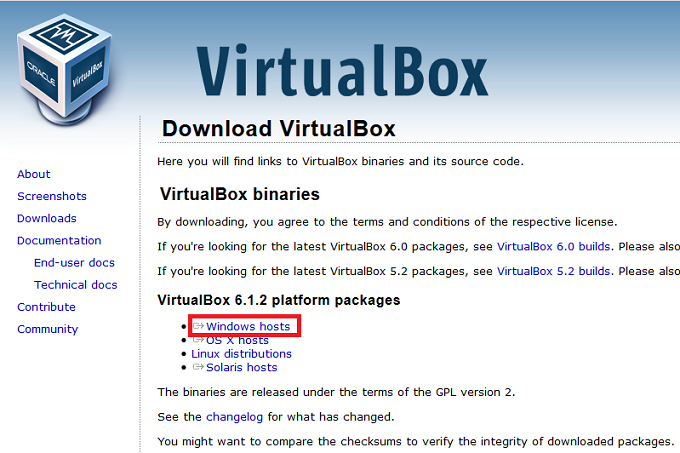 ORACLE
VirtualBox
VirtualBox
Download VirtualBox
Here you will find links to VirtualBox binaries and its source code.
About
Screenshots
Downloads
Documentation
End-user docs
Technical docs
Contribute
Community
VirtualBox binaries
By downloading, you agree to the terms and conditions of the respective license.
If you're looking for the latest VirtualBox 6.0 packages, see VirtualBox 6.0 builds. Please also
If you're looking for the latest VirtualBox 5.2 packages, see VirtualBox 5.2 builds. Please also
VirtualBox 6.1.2 platform packages
Windows hosts
OS X hosts
Linux distributions
Solaris hosts
The binaries are released under the terms of the GPL version 2.
See the changelog for what has changed.
You might want to compare the checksums to verify the integrity of downloaded packages.